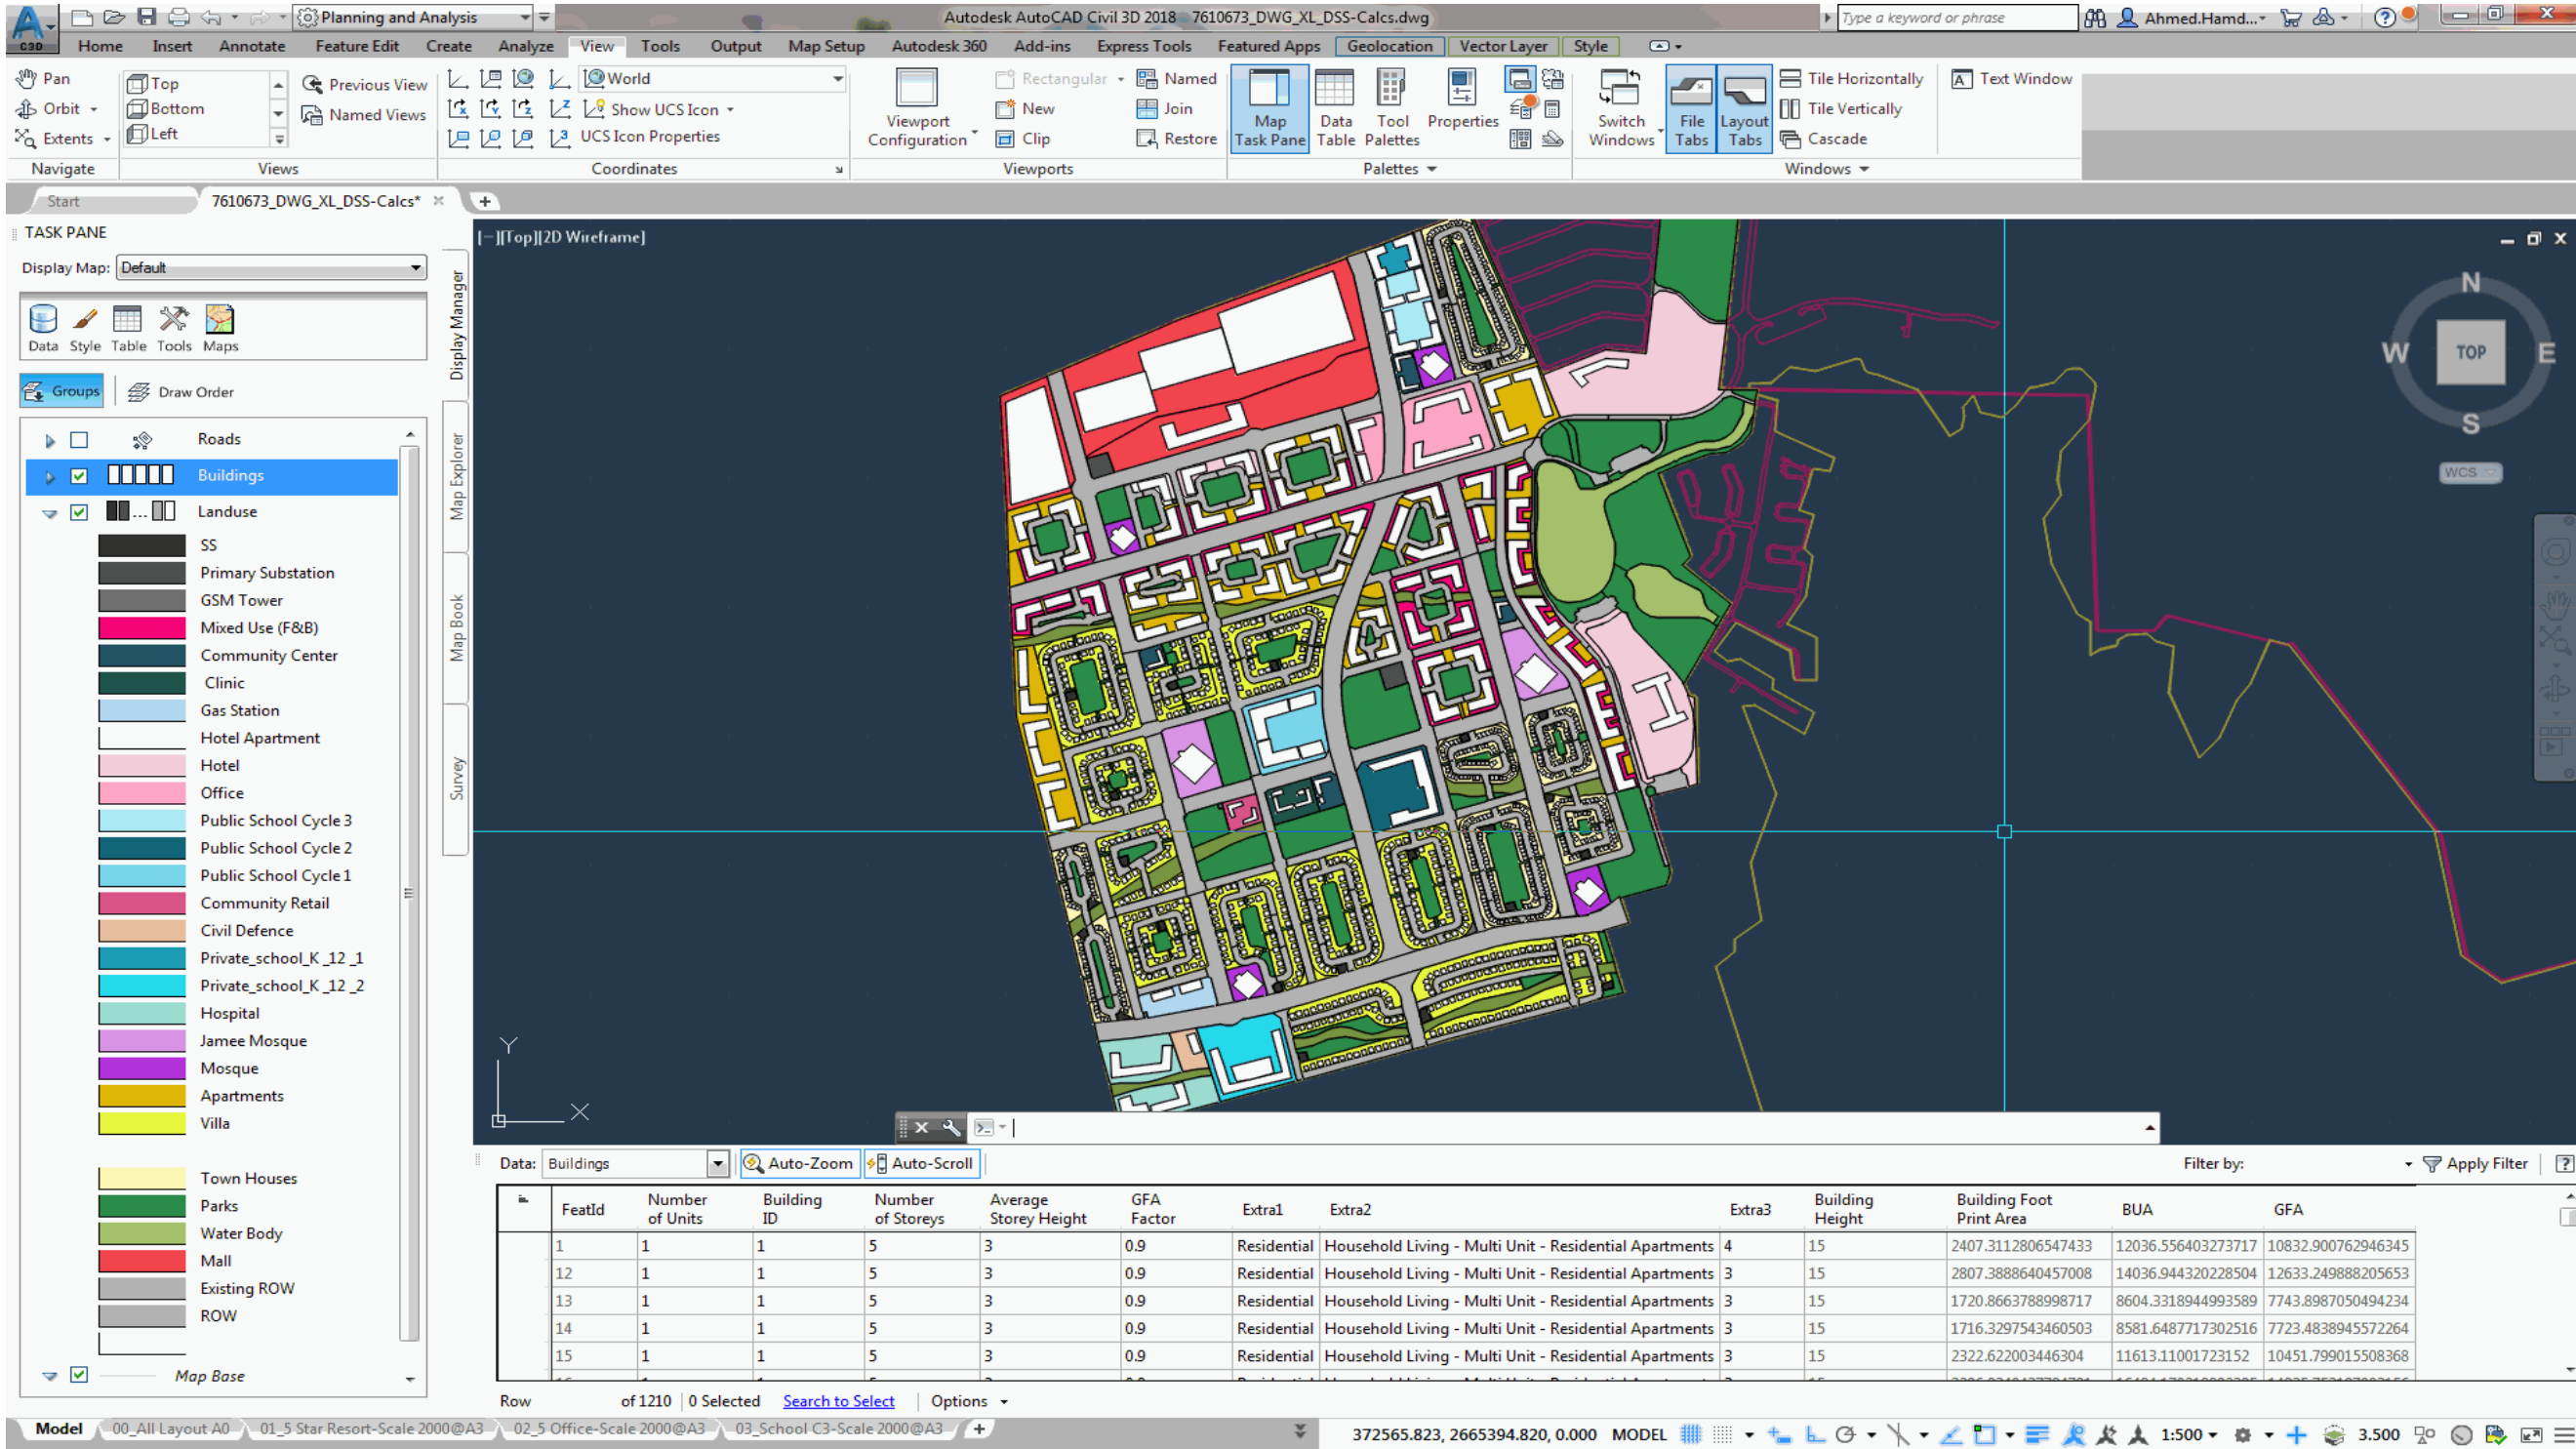 Planning and Analysis
Autodesk AutoCAD Civil 3D 2018 7610673_DWG_XL_DSS-Calcs.dwg
Type a keyword or phrase
Ahmed.Hamd...
C3D
Home Insert Annotate Feature Edit Create Analyze View Tools Output Map Setup Autodesk 360 Add-ins Express Tools Featured Apps Geolocation Vector Layer Style
Pan
Orbit
Extents
Navigate
Top
Bottom
Left
Previous View
Named Views
Views
World
Show UCS Icon
UCS Icon Properties
Coordinates
Viewport Configuration
Rectangular
New
Clip
Named
Join
Restore
Viewports
Map Task Pane
Data Table
Tool Palettes
Properties
Palettes
Switch Windows
File Tabs
Layout Tabs
Tile Horizontally
Tile Vertically
Cascade
Text Window
Windows
Start
7610673_DWG_XL_DSS-Calcs*
TASK PANE
Display Map: Default
Data Style Table Tools Maps
Groups Draw Order
Roads
Buildings
Landuse
SS
Primary Substation
GSM Tower
Mixed Use (F&B)
Community Center
Clinic
Gas Station
Hotel Apartment
Hotel
Office
Public School Cycle 3
Public School Cycle 2
Public School Cycle 1
Community Retail
Civil Defence
Private_school_K_12_1
Private_school_K_12_2
Hospital
Jamee Mosque
Mosque
Apartments
Villa
Town Houses
Parks
Water Body
Mall
Existing ROW
ROW
Map Base
Display Manager
Map Explorer
Map Book
Survey
[−][Top][2D Wireframe]
N
W TOP E
S
WCS
Y
X
Data: Buildings Auto-Zoom Auto-Scroll Filter by: Apply Filter
FeatId Number of Units Building ID Number of Storeys Average Storey Height GFA Factor Extra1 Extra2 Extra3 Building Height Building Foot Print Area BUA GFA
1 1 1 5 3 0.9 Residential Household Living - Multi Unit - Residential Apartments 4 15 2407.3112806547433 12036.556403273717 10832.900762946345
12 1 1 5 3 0.9 Residential Household Living - Multi Unit - Residential Apartments 3 15 2807.3888640457008 14036.944320228504 12633.249888205653
13 1 1 5 3 0.9 Residential Household Living - Multi Unit - Residential Apartments 3 15 1720.8663788998717 8604.3318944993589 7743.8987050494234
14 1 1 5 3 0.9 Residential Household Living - Multi Unit - Residential Apartments 3 15 1716.3297543460503 8581.6487717302516 7723.4838945572264
15 1 1 5 3 0.9 Residential Household Living - Multi Unit - Residential Apartments 3 15 2322.622003446304 11613.11001723152 10451.799015508368
Row of 1210 0 Selected Search to Select Options
Model 00_All Layout A0 01_5 Star Resort-Scale 2000@A3 02_5 Office-Scale 2000@A3 03_School C3-Scale 2000@A3
372565.823, 2665394.820, 0.000 MODEL 1:500 3.500